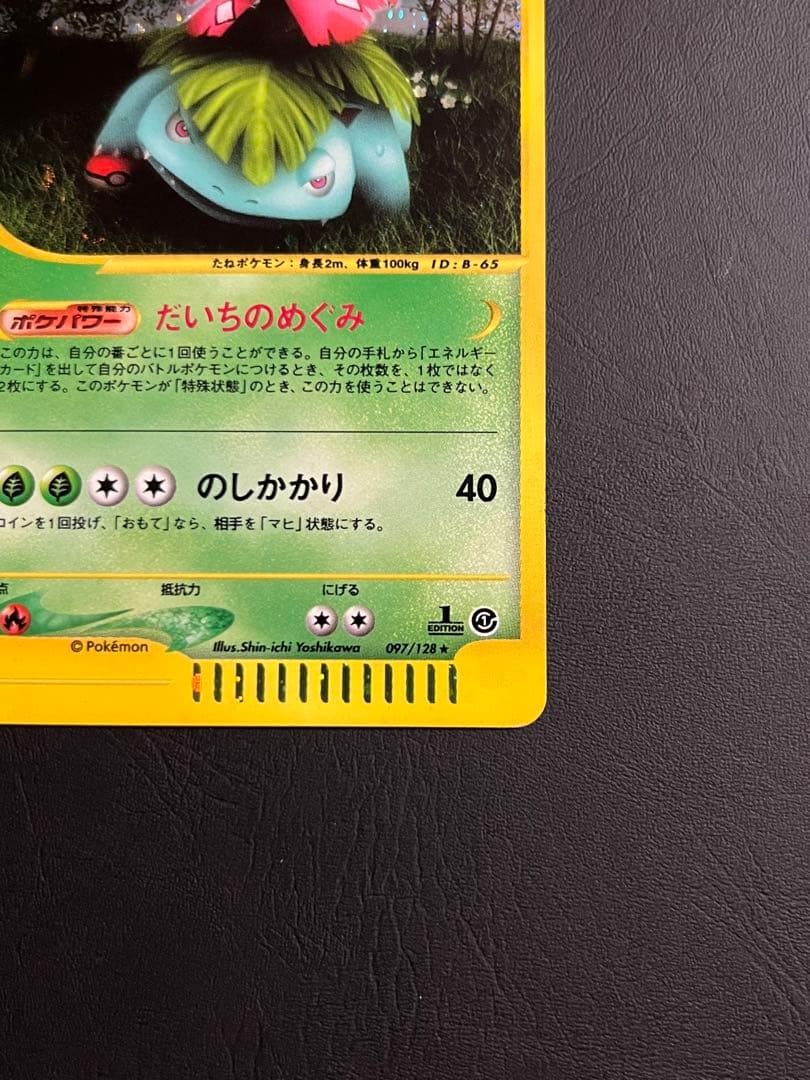 たねポケモン：身長2m、体重100kg ID：B-65
特殊能力
ポケパワー だいちのめぐみ
この力は、自分の番ごとに1回使うことができる。自分の手札から「エネルギー
カード」を出して自分のバトルポケモンにつけるとき、その枚数を、1枚ではなく
2枚にする。このポケモンが「特殊状態」のとき、この力を使うことはできない。
のしかかり 40
コインを1回投げ、「おもて」なら、相手を「マヒ」状態にする。
点 抵抗力 にげる
1 EDITION
©Pokémon Illus.Shin-ichi Yoshikawa 097/128★